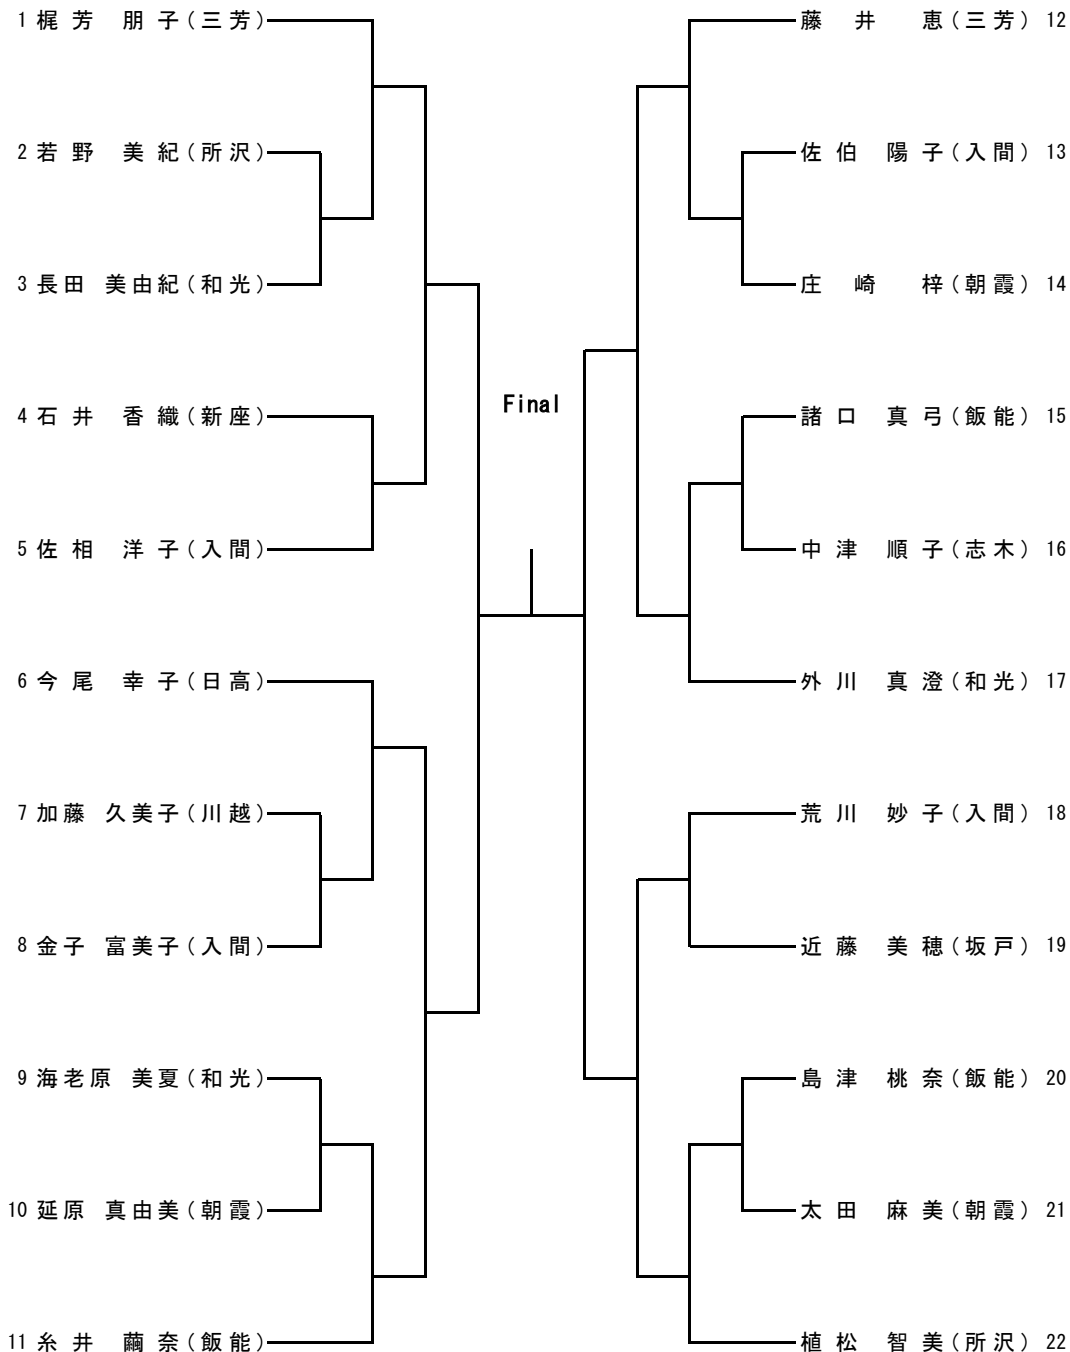 1 梶芳 朋子(三芳)
2 若野 美紀(所沢)
3 長田 美由紀(和光)
4 石井 香織(新座)
5 佐相 洋子(入間)
6 今尾 幸子(日高)
7 加藤 久美子(川越)
8 金子 富美子(入間)
9 海老原 美夏(和光)
10 延原 真由美(朝霞)
11 糸井 繭奈(飯能)
Final
藤井 恵(三芳) 12
佐伯 陽子(入間) 13
庄崎 梓(朝霞) 14
諸口 真弓(飯能) 15
中津 順子(志木) 16
外川 真澄(和光) 17
荒川 妙子(入間) 18
近藤 美穂(坂戸) 19
島津 桃奈(飯能) 20
太田 麻美(朝霞) 21
植松 智美(所沢) 22